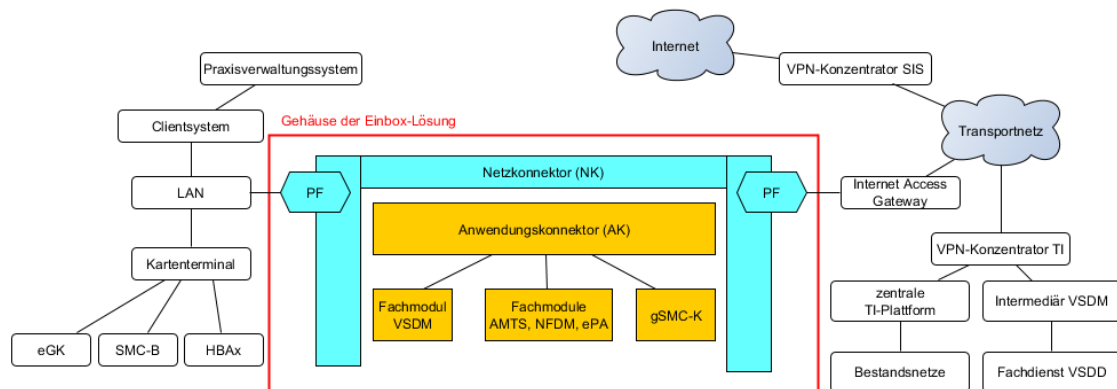 Internet
Praxisverwaltungssystem
VPN-Konzentrator SIS
Clientsystem
Gehäuse der Einbox-Lösung
Transportnetz
Netzkonnektor (NK)
LAN
PF
PF
Internet Access
Gateway
Anwendungskonnektor (AK)
VPN-Konzentrator TI
Kartenterminal
Fachmodul
VSDM
Fachmodule
AMTS, NFDM, ePA
gSMC-K
zentrale
TI-Plattform
Intermediär VSDM
eGK
SMC-B
HBAx
Bestandsnetze
Fachdienst VSDD